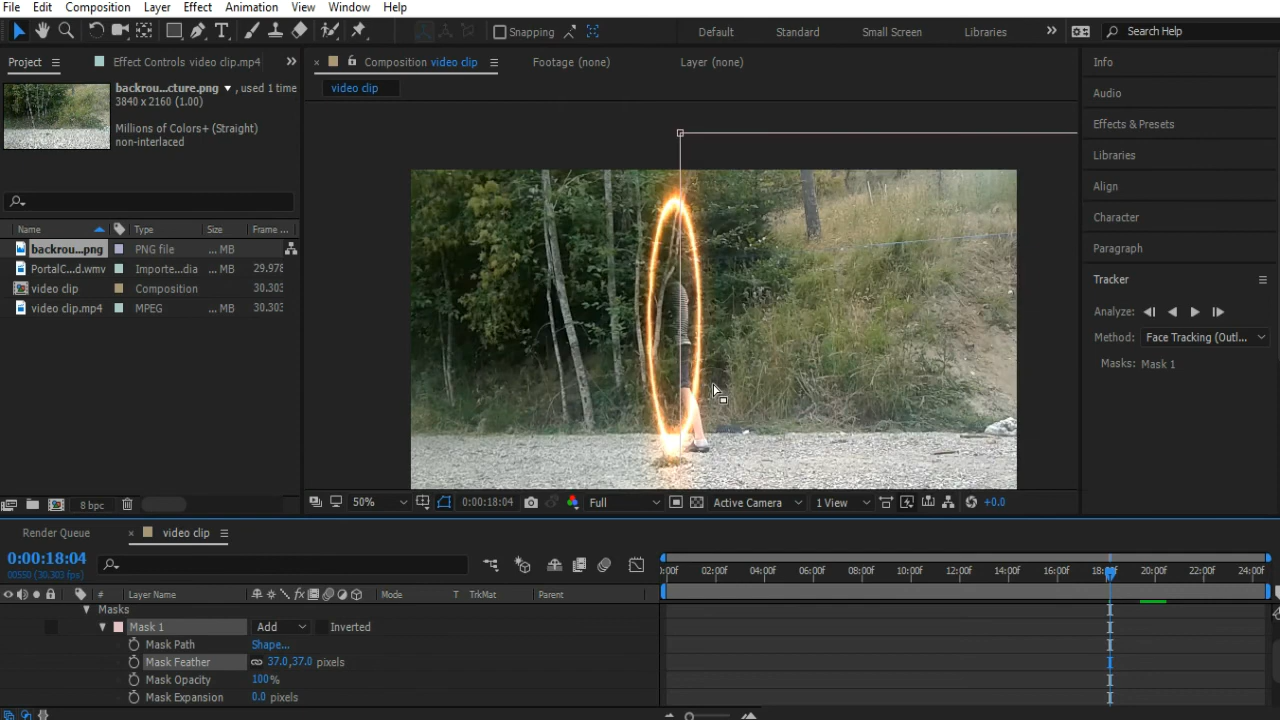 File Edit Composition Layer Effect Animation View Window Help
Snapping Default Standard Small Screen Libraries Search Help
Project Effect Controls video clip.mp4 Composition video clip Footage (none) Layer (none) Info
backrou...cture.png ▼, used 1 time
3840 x 2160 (1.00)
video clip
Audio
Millions of Colors+ (Straight)
non-interlaced
Effects & Presets
Libraries
Align
Name Type Size Frame ...
Character
backrou...png PNG file ... MB
Tracker
PortalC...d.wmv Importe...dia ... MB 29.978
video clip Composition 30.303
video clip.mp4 MPEG ... MB 30.303
Paragraph
Analyze:
Method: Face Tracking (Outl...
Masks: Mask 1
8 bpc
50% 0:00:18:04 Full Active Camera 1 View +0.0
Render Queue video clip
0:00:18:04
00550 (30.303 fps)
:00f 02:00f 04:00f 06:00f 08:00f 10:00f 12:00f 14:00f 16:00f 18:00f 20:00f 22:00f 24:00f
# Layer Name Mode T TrkMat Parent
Masks
Mask 1 Add Inverted
Mask Path Shape...
Mask Feather 37.0,37.0 pixels
Mask Opacity 100%
Mask Expansion 0.0 pixels